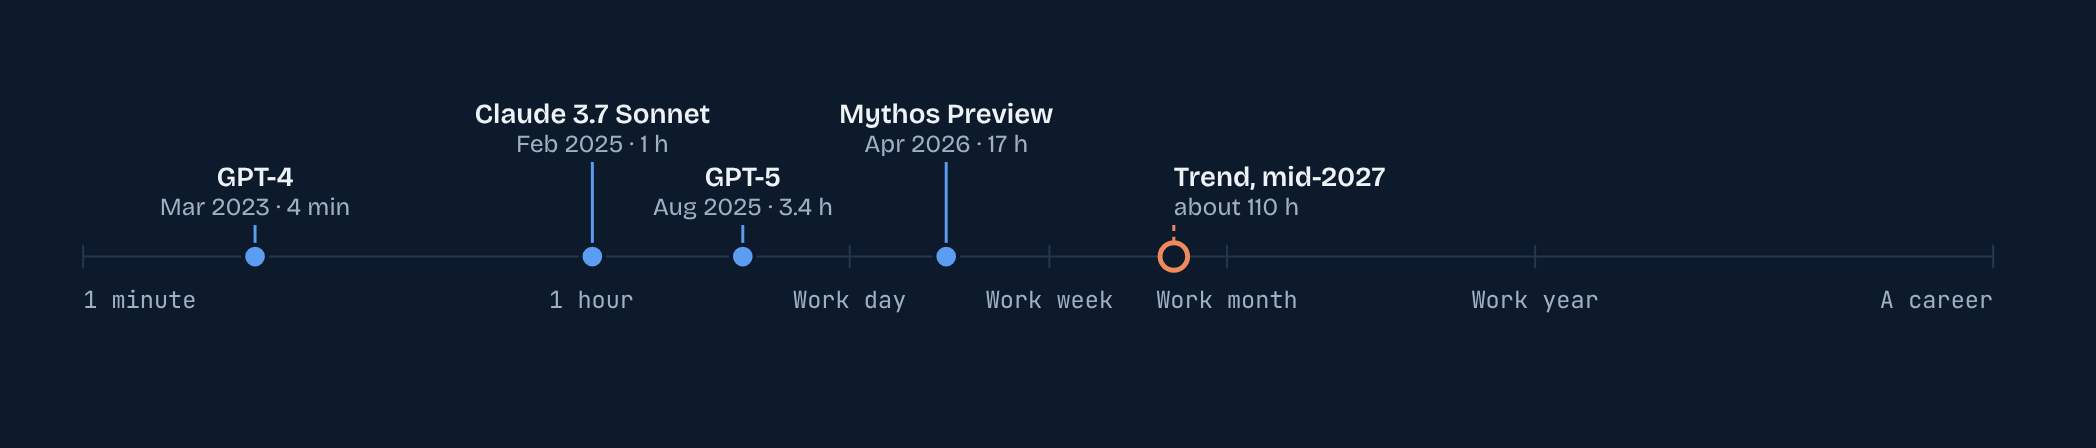 Claude 3.7 Sonnet
Feb 2025 · 1 h
Mythos Preview
Apr 2026 · 17 h
GPT-4
Mar 2023 · 4 min
GPT-5
Aug 2025 · 3.4 h
Trend, mid-2027
about 110 h
1 minute
1 hour
Work day
Work week
Work month
Work year
A career